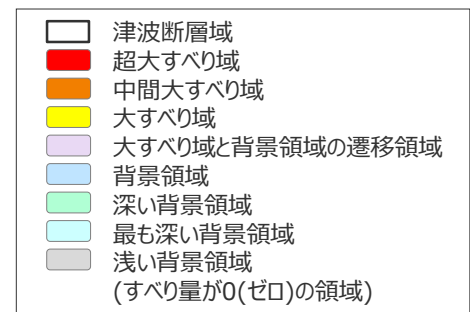 津波断層域
超大すべり域
中間大すべり域
大すべり域
大すべり域と背景領域の遷移領域
背景領域
深い背景領域
最も深い背景領域
浅い背景領域
(すべり量が0(ゼロ)の領域)